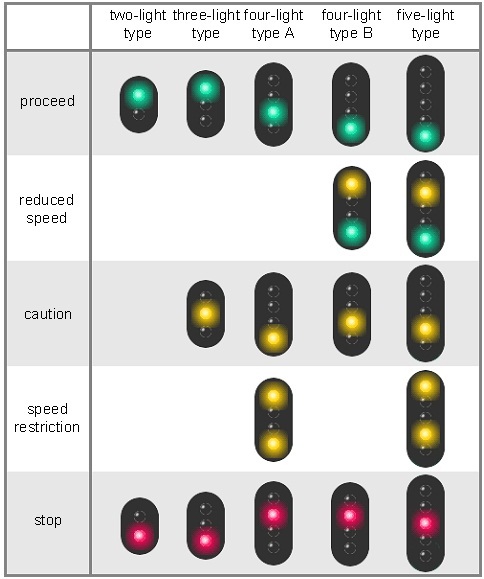 two-light three-light four-light four-light five-light
type type type A type B type
proceed
reduced
speed
caution
speed
restriction
stop